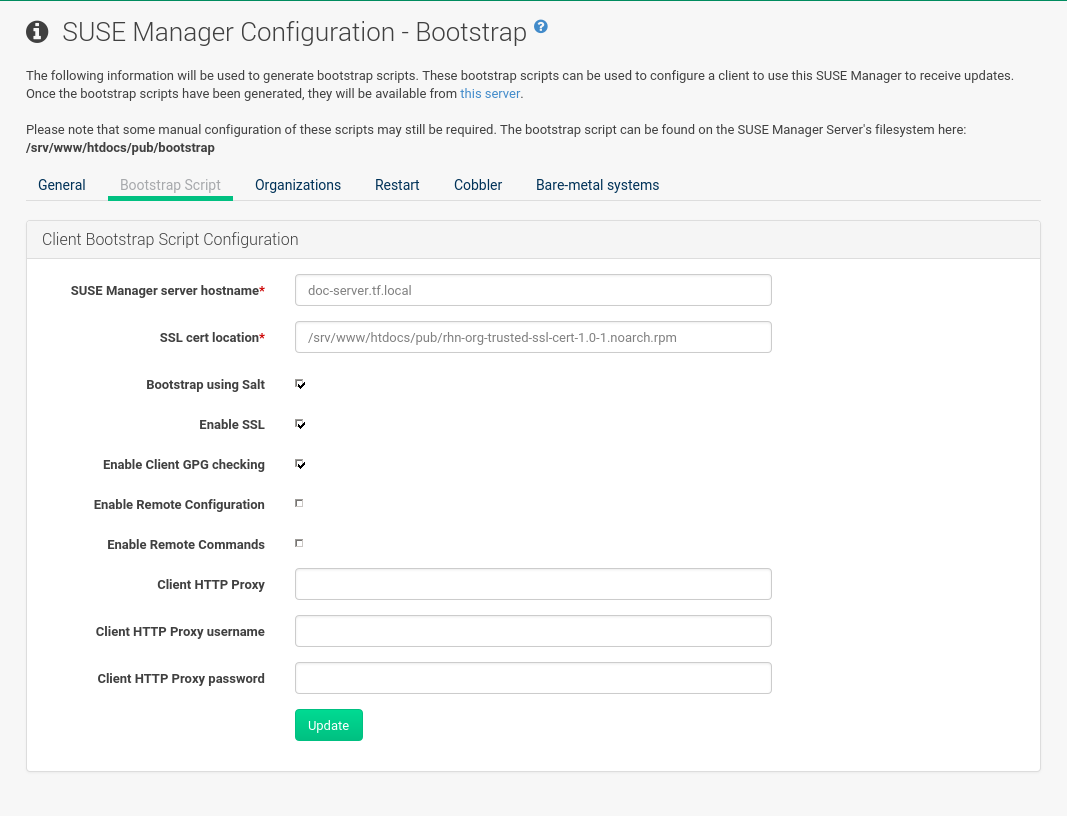 SUSE Manager Configuration - Bootstrap ?
The following information will be used to generate bootstrap scripts. These bootstrap scripts can be used to configure a client to use this SUSE Manager to receive updates.
Once the bootstrap scripts have been generated, they will be available from this server.
Please note that some manual configuration of these scripts may still be required. The bootstrap script can be found on the SUSE Manager Server's filesystem here:
/srv/www/htdocs/pub/bootstrap
General Bootstrap Script Organizations Restart Cobbler Bare-metal systems
Client Bootstrap Script Configuration
SUSE Manager server hostname* doc-server.tf.local
SSL cert location* /srv/www/htdocs/pub/rhn-org-trusted-ssl-cert-1.0-1.noarch.rpm
Bootstrap using Salt
Enable SSL
Enable Client GPG checking
Enable Remote Configuration
Enable Remote Commands
Client HTTP Proxy
Client HTTP Proxy username
Client HTTP Proxy password
Update